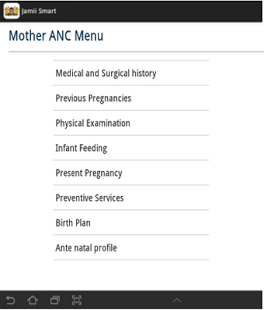 Jamii Smart
Mother ANC Menu
Medical and Surgical history
Previous Pregnancies
Physical Examination
Infant Feeding
Present Pregnancy
Preventive Services
Birth Plan
Ante natal profile